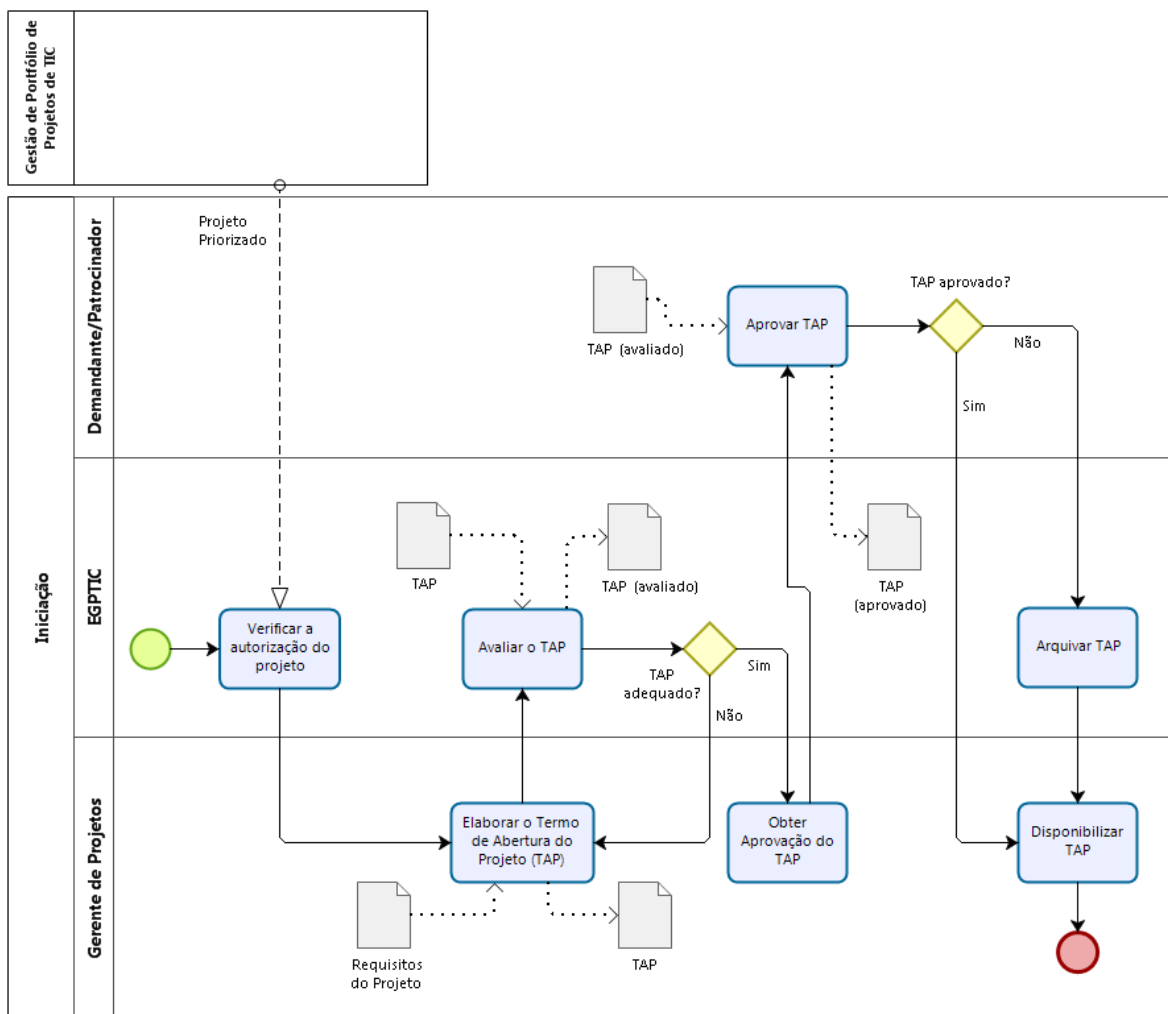 Gestão de Portfólio de
Projetos de TIC
Iniciação
Demandante/Patrocinador
Projeto
Priorizado
TAP (avaliado)
Aprovar TAP
TAP aprovado?
Não
Sim
EGPTIC
TAP
TAP (avaliado)
TAP
(aprovado)
Verificar a
autorização do
projeto
Avaliar o TAP
TAP
adequado?
Sim
Não
Arquivar TAP
Gerente de Projetos
Elaborar o Termo
de Abertura do
Projeto (TAP)
Obter
Aprovação do
TAP
Disponibilizar
TAP
Requisitos
do Projeto
TAP